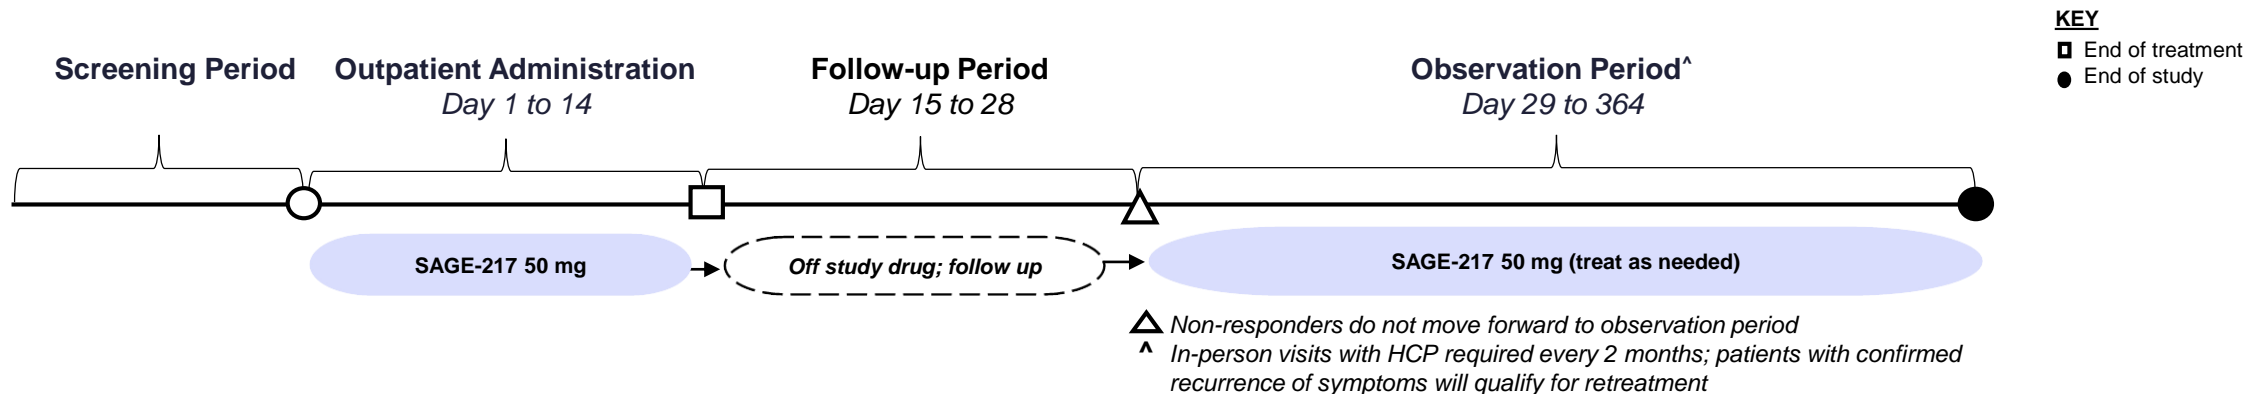 KEY
End of treatment
End of study
Screening Period
Outpatient Administration
Day 1 to 14
Follow-up Period
Day 15 to 28
Observation Period^
Day 29 to 364
SAGE-217 50 mg
Off study drug; follow up
SAGE-217 50 mg (treat as needed)
Non-responders do not move forward to observation period
^ In-person visits with HCP required every 2 months; patients with confirmed
recurrence of symptoms will qualify for retreatment